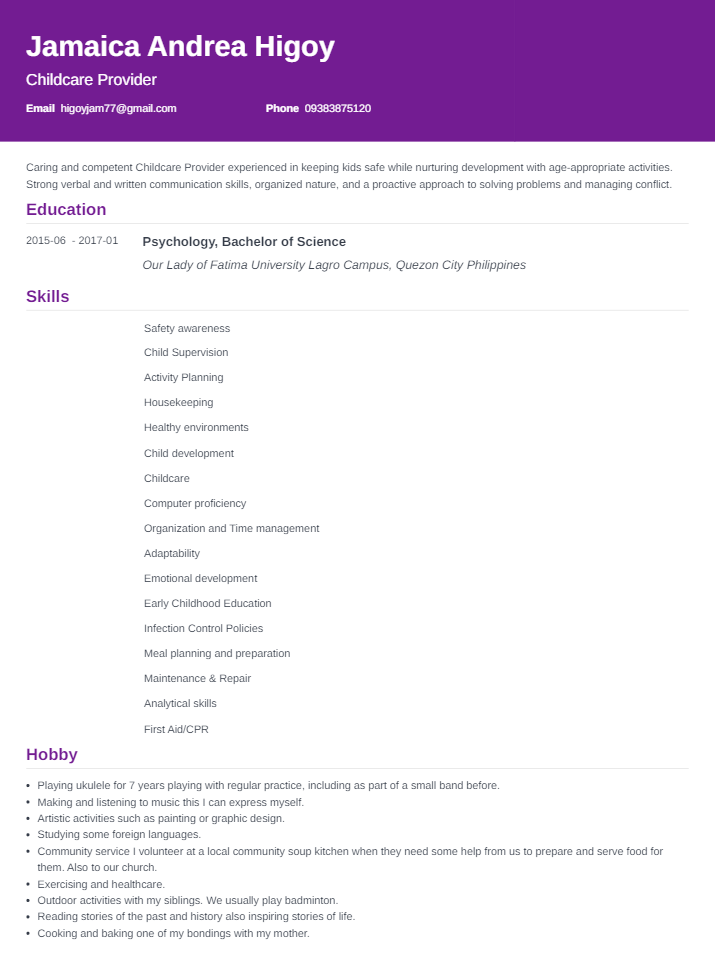 Jamaica Andrea Higoy
Childcare Provider
Email higoyjam77@gmail.com Phone 09383875120
Caring and competent Childcare Provider experienced in keeping kids safe while nurturing development with age-appropriate activities.
Strong verbal and written communication skills, organized nature, and a proactive approach to solving problems and managing conflict.
Education
2015-06 - 2017-01 Psychology, Bachelor of Science
Our Lady of Fatima University Lagro Campus, Quezon City Philippines
Skills
Safety awareness
Child Supervision
Activity Planning
Housekeeping
Healthy environments
Child development
Childcare
Computer proficiency
Organization and Time management
Adaptability
Emotional development
Early Childhood Education
Infection Control Policies
Meal planning and preparation
Maintenance & Repair
Analytical skills
First Aid/CPR
Hobby
• Playing ukulele for 7 years playing with regular practice, including as part of a small band before.
• Making and listening to music this I can express myself.
• Artistic activities such as painting or graphic design.
• Studying some foreign languages.
• Community service I volunteer at a local community soup kitchen when they need some help from us to prepare and serve food for
them. Also to our church.
• Exercising and healthcare.
• Outdoor activities with my siblings. We usually play badminton.
• Reading stories of the past and history also inspiring stories of life.
• Cooking and baking one of my bondings with my mother.